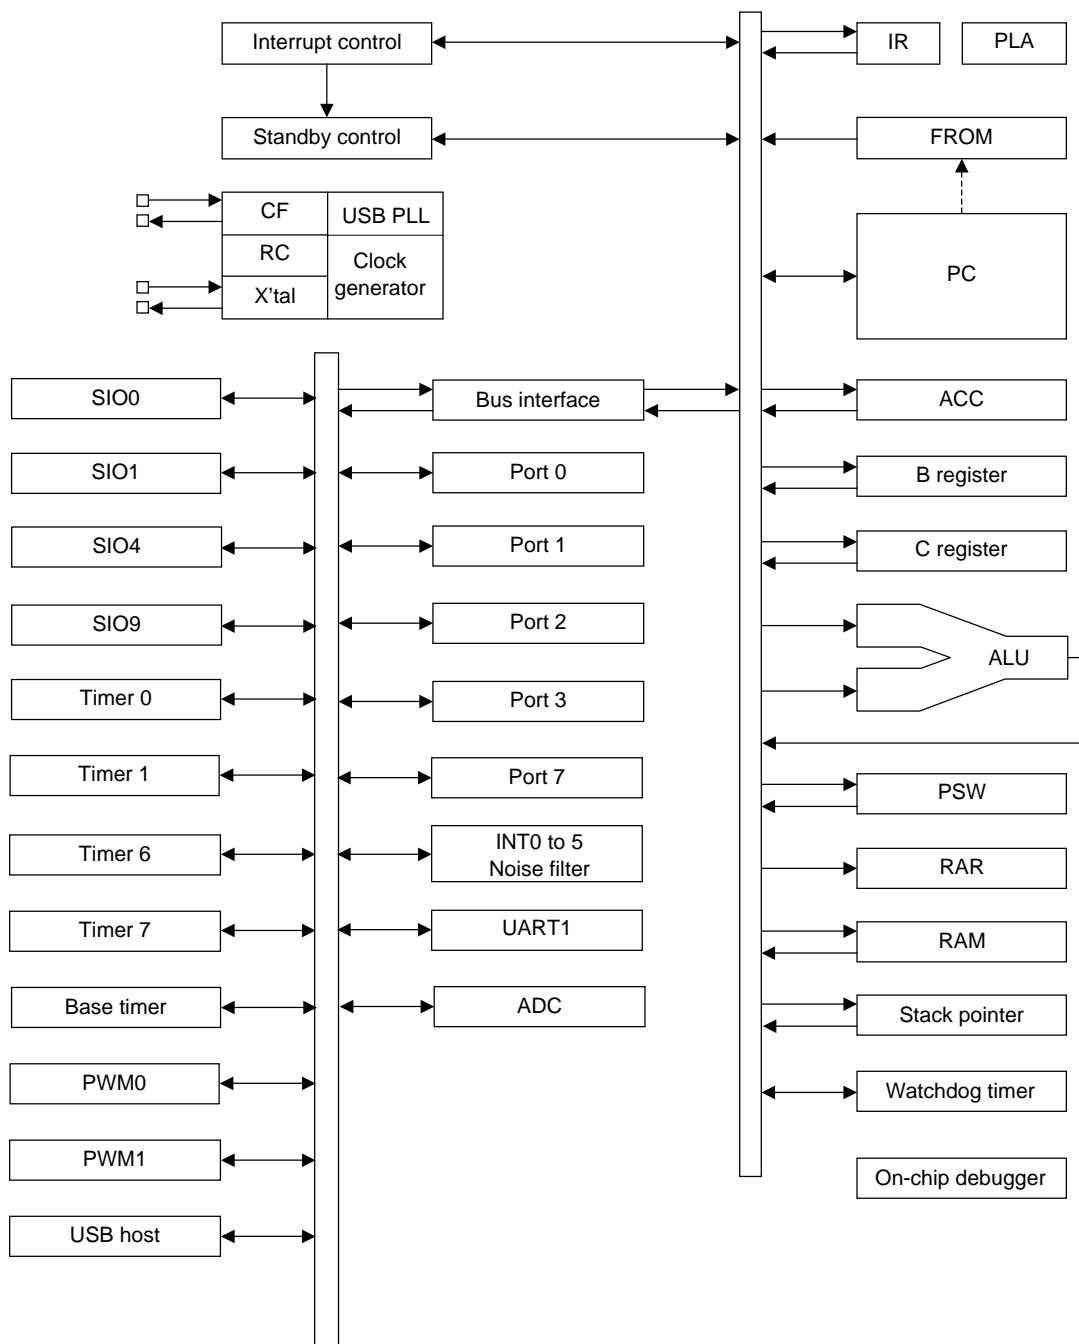 Interrupt control
IR
PLA
Standby control
FROM
CF
USB PLL
RC
Clock
generator
X'tal
PC
SIO0
Bus interface
ACC
SIO1
Port 0
B register
SIO4
Port 1
C register
SIO9
Port 2
ALU
Timer 0
Port 3
Timer 1
Port 7
PSW
Timer 6
INT0 to 5
Noise filter
RAR
Timer 7
UART1
RAM
Base timer
ADC
Stack pointer
PWM0
Watchdog timer
PWM1
On-chip debugger
USB host